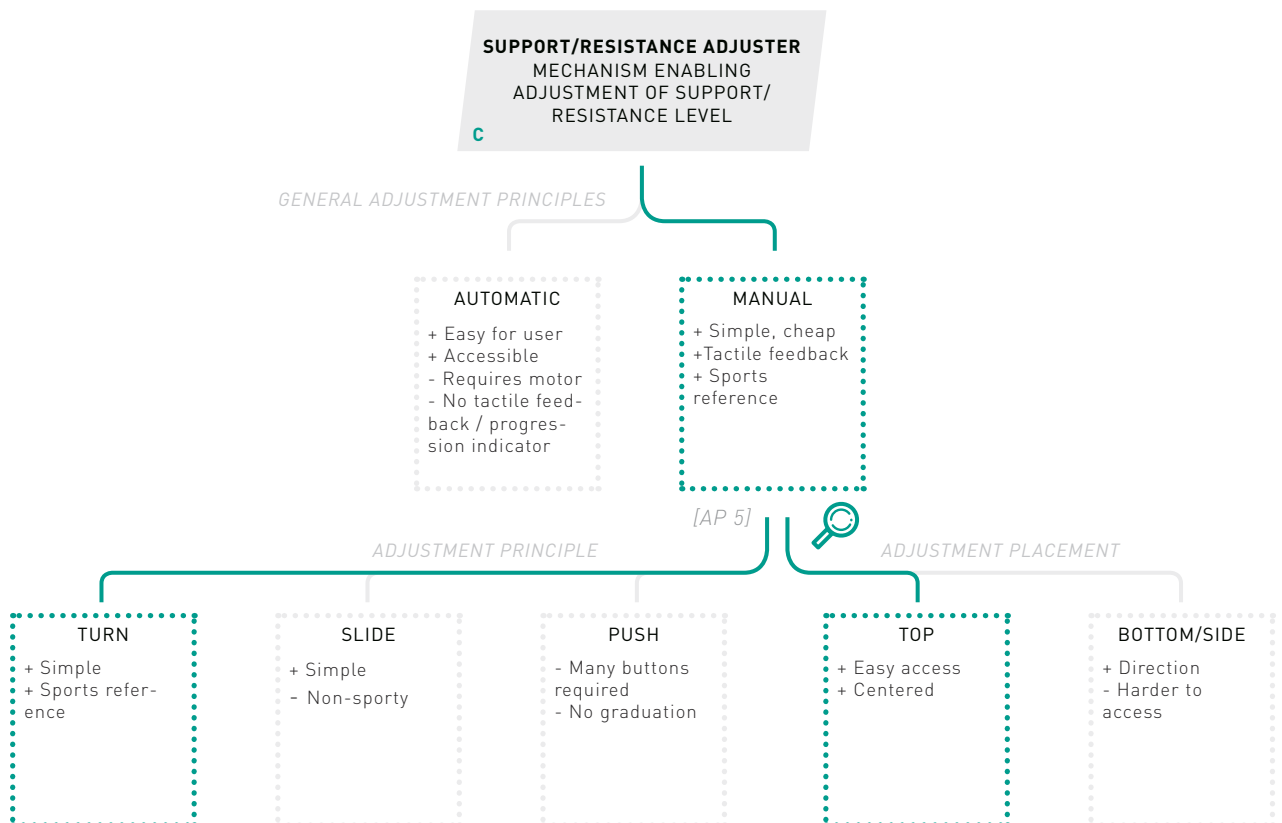 SUPPORT/RESISTANCE ADJUSTER
MECHANISM ENABLING
ADJUSTMENT OF SUPPORT/
RESISTANCE LEVEL
C
GENERAL ADJUSTMENT PRINCIPLES
AUTOMATIC
+ Easy for user
+ Accessible
- Requires motor
- No tactile feed-
back / progres-
sion indicator
MANUAL
+ Simple, cheap
+Tactile feedback
+ Sports
reference
[AP 5]
ADJUSTMENT PRINCIPLE
ADJUSTMENT PLACEMENT
TURN
+ Simple
+ Sports refer-
ence
SLIDE
+ Simple
- Non-sporty
PUSH
- Many buttons
required
- No graduation
TOP
+ Easy access
+ Centered
BOTTOM/SIDE
+ Direction
- Harder to
access